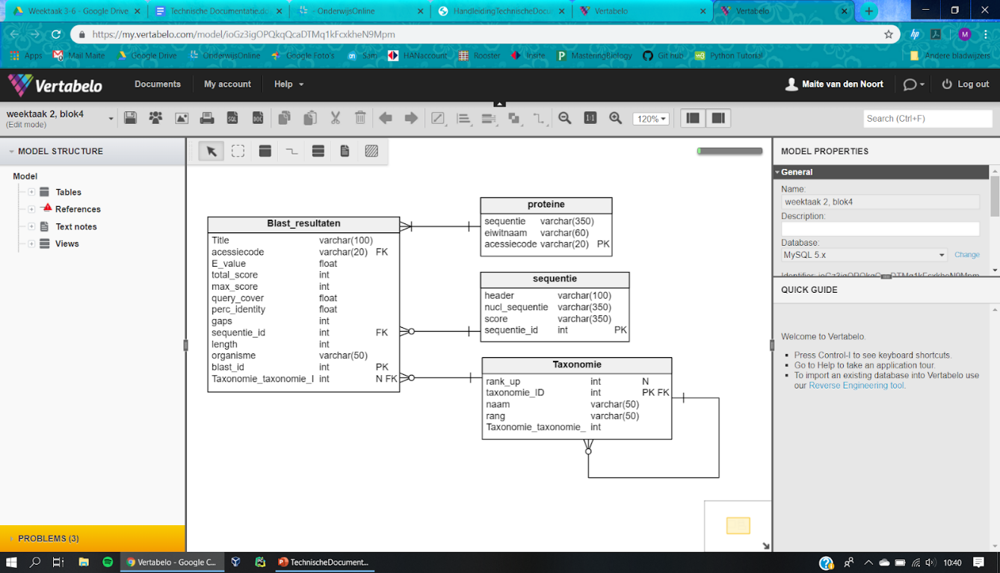 Weektaak 3-6 - Google Drive
Technische Documentatie.doc
- OnderwijsOnline
HandleidingTechnischeDocu
Vertabelo
Vertabelo
https://my.vertabelo.com/model/ioGz3igOPQkqQcaDTMq1kFcxkheN9Mpm
M
Apps
Mail Maite
Google Drive
OnderwijsOnline
Google Foto's
Sam
HANaccount
Rooster
Insite
MasteringBiology
Git hub
Python Tutorial
Andere bladwijzers
Vertabelo
Documents
My account
Help
Maite van den Noort
Log out
weektaak 2, blok4
(Edit mode)
SQL
DOC
1:1
120%
Search (Ctrl+F)
MODEL STRUCTURE
Model
Tables
References
Text notes
Views
PROBLEMS (3)
Blast_resultaten
Title varchar(100)
acessiecode varchar(20) FK
E_value float
total_score int
max_score int
query_cover float
perc_identity float
gaps int
sequentie_id int FK
length int
organisme varchar(50)
blast_id int PK
Taxonomie_taxonomie_I int N FK
proteine
sequentie varchar(350)
eiwitnaam varchar(60)
acessiecode varchar(20) PK
sequentie
header varchar(100)
nucl_sequentie varchar(350)
score varchar(350)
sequentie_id int PK
Taxonomie
rank_up int N
taxonomie_ID int PK FK
naam varchar(50)
rang varchar(50)
Taxonomie_taxonomie_ int
MODEL PROPERTIES
General
Name:
weektaak 2, blok4
Description:
Database:
MySQL 5.x
Change
Identifier: ioGz3igOPQkqQcaDTMq1kFcxkheN9Mpm
QUICK GUIDE
Welcome to Vertabelo.
Press Control-I to see keyboard shortcuts.
Go to Help to take an application tour.
To import an existing database into Vertabelo use
our Reverse Engineering tool.
Vertabelo - Google C...
TechnischeDocument...
10:40